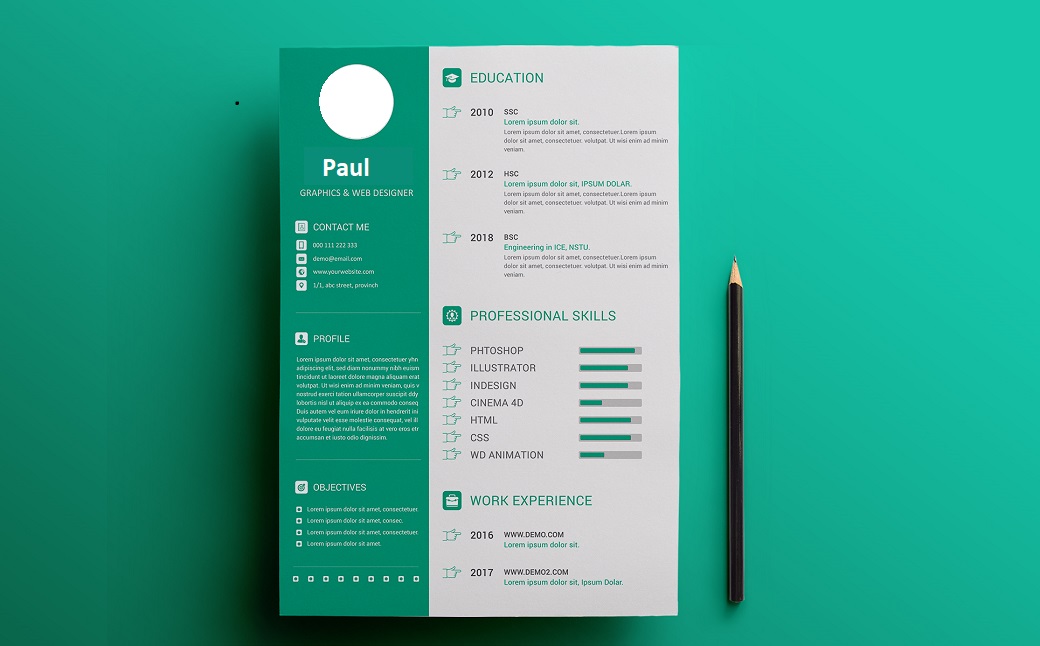 Paul
GRAPHICS & WEB DESIGNER
CONTACT ME
000 111 222 333
demo@email.com
www.yourwebsite.com
1/1, abc street, provinch
PROFILE
Lorem ipsum dolor sit amet, consectetuer yhn
adipiscing elit, sed diam nonummy nibh euism
tincidunt ut laoreet dolore magna aliquam erat
volutpat. Ut wisi enim ad minim veniam, quis v
nostrud exerci tation ullamcorper suscipit ddy
lobortis nisl ut aliquip ex ea commodo conseq
Duis autem vel eum iriure dolor in hendrerit ini
vulputate velit esse molestie consequat, vel ill
dolore eu feugiat nulla facilisis at vero eros etr
accumsan et iusto odio dignissim.
OBJECTIVES
Lorem ipsum dolor sit amet, consectetuer
Lorem ipsum dolor sit amet, consec.
Lorem ipsum dolor sit amet, consectetuer
Lorem ipsum dolor sit amet.
EDUCATION
2010 SSC
Lorem ipsum dolor sit.
Lorem ipsum dolor sit amet, consectetuer.Lorem ipsum
dolor sit amet, consectetuer. volutpat. Ut wisi enim ad minim
veniam.
2012 HSC
Lorem ipsum dolor sit, IPSUM DOLAR.
Lorem ipsum dolor sit amet, consectetuer.Lorem ipsum
dolor sit amet, consectetuer. volutpat. Ut wisi enim ad minim
veniam.
2018 BSC
Engineering in ICE, NSTU.
Lorem ipsum dolor sit amet, consectetuer.Lorem ipsum
dolor sit amet, consectetuer. volutpat. Ut wisi enim ad minim
veniam.
PROFESSIONAL SKILLS
PHTOSHOP
ILLUSTRATOR
INDESIGN
CINEMA 4D
HTML
CSS
WD ANIMATION
WORK EXPERIENCE
2016 WWW.DEMO.COM
Lorem ipsum dolor sit.
2017 WWW.DEMO2.COM
Lorem ipsum dolor sit, Ipsum Dolar.